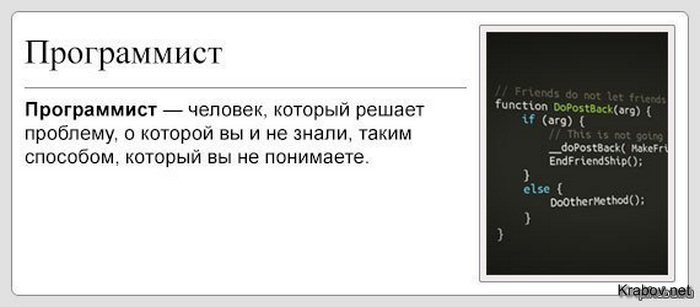 Программист
Программист — человек, который решает
проблему, о которой вы и не знали, таким
способом, который вы не понимаете.
// Friends do not let friends
function DoPostBack(arg) {
if (arg) {
// This is not going
__doPostBack( MakeFri
EndFriendShip();
}
else {
DoOtherMethod();
}
}
Krabov.net